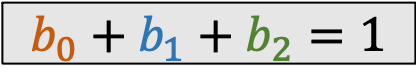 b₀ + b₁ + b₂ = 1